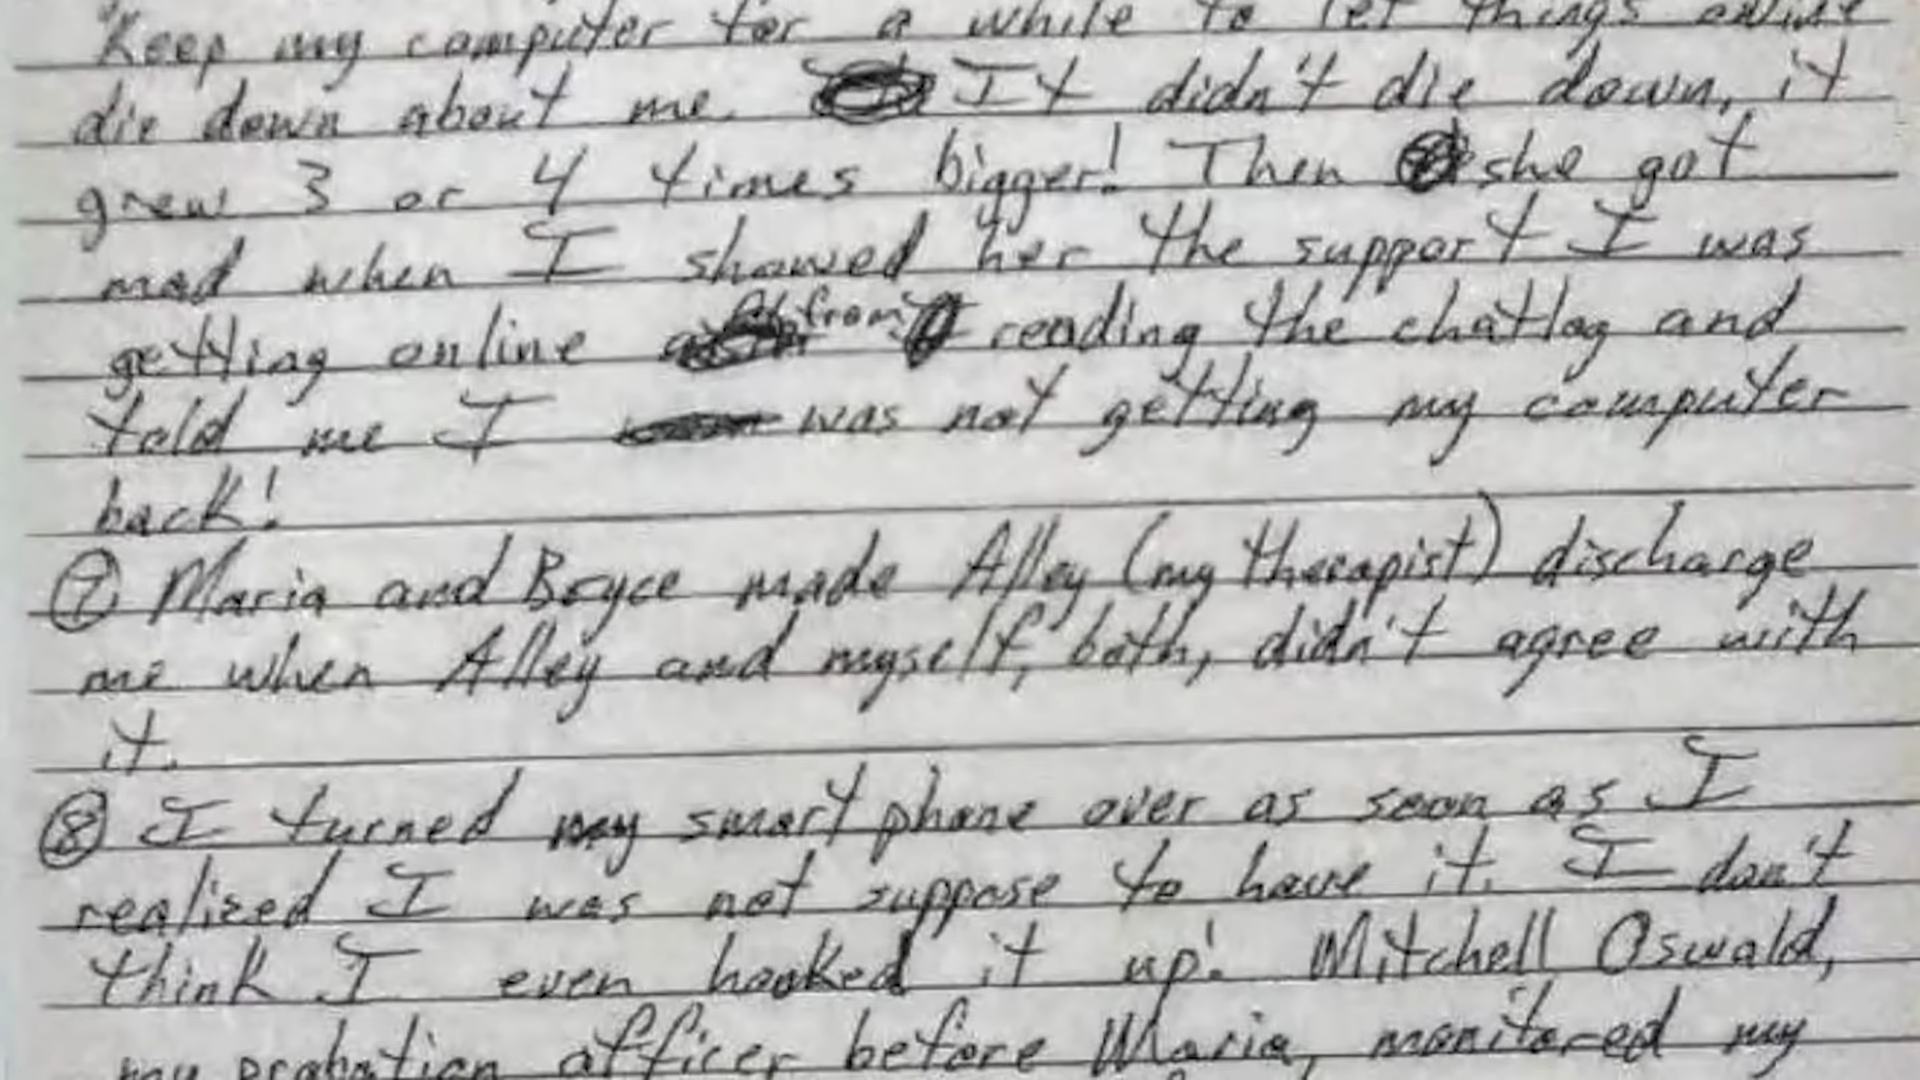 Keep my computer for a while to let things online
die down about me. It didn't die down, it
grew 3 or 4 times bigger! Then she got
mad when I showed her the support I was
getting online from reading the chatlog and
told me I was not getting my computer
back!
⑦ Maria and Bryce made Alley (my therapist) discharge
me when Alley and myself, both, didn't agree with
it.
⑧ I turned my smart phone over as soon as I
realized I was not suppose to have it. I don't
think I even hooked it up! Mitchell Oswald,
my probation officer before Maria, monitored my